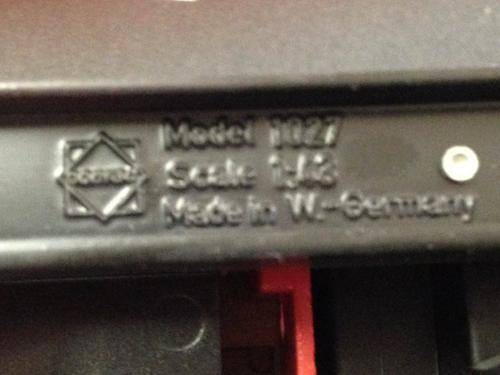 Model 1027
Scale 1:43
Made in W.-Germany